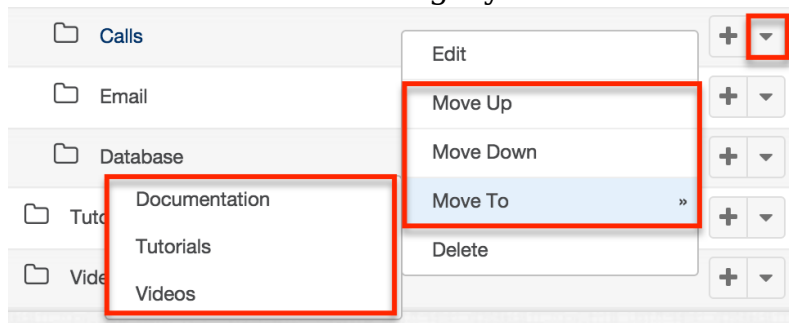 Calls
Edit
Email
Move Up
Database
Move Down
Documentation
Move To »
Tutorials
Delete
Videos